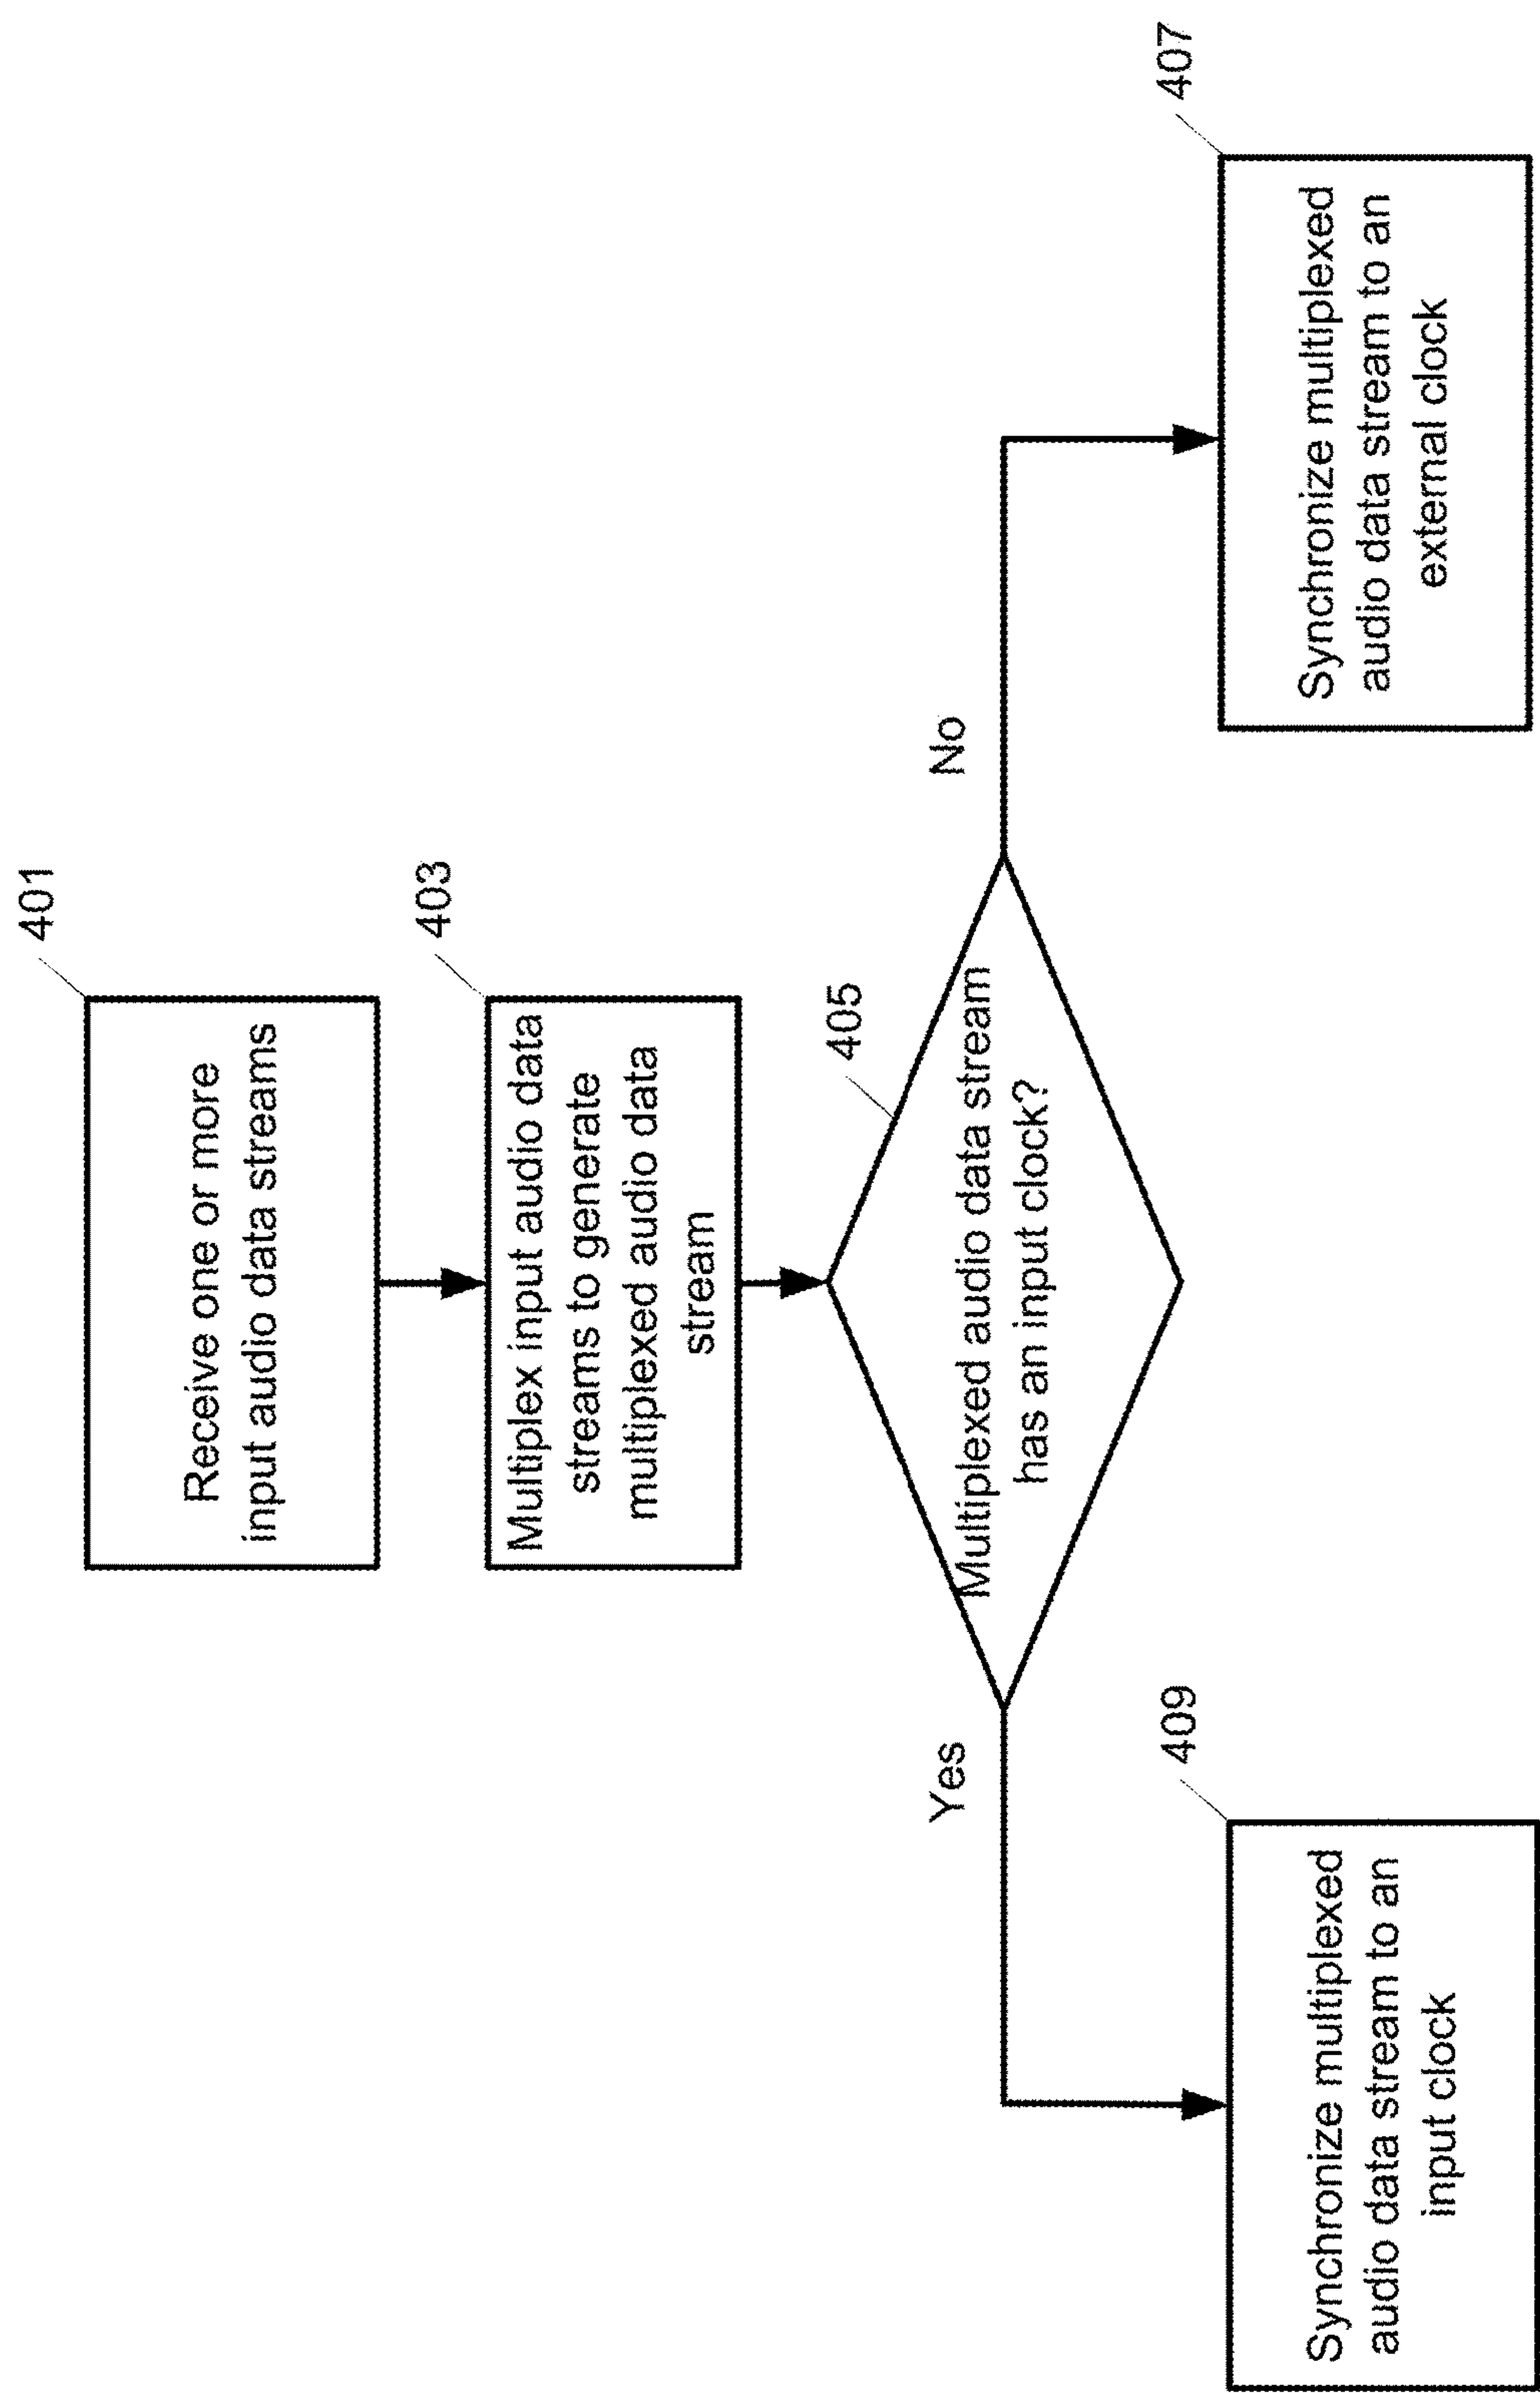 401
Receive one or more
input audio data streams
403
Multiplex input audio data
streams to generate
multiplexed audio data
stream
405
Multiplexed audio data stream
has an input clock?
Yes
No
409
Synchronize multiplexed
audio data stream to an
input clock
407
Synchronize multiplexed
audio data stream to an
external clock